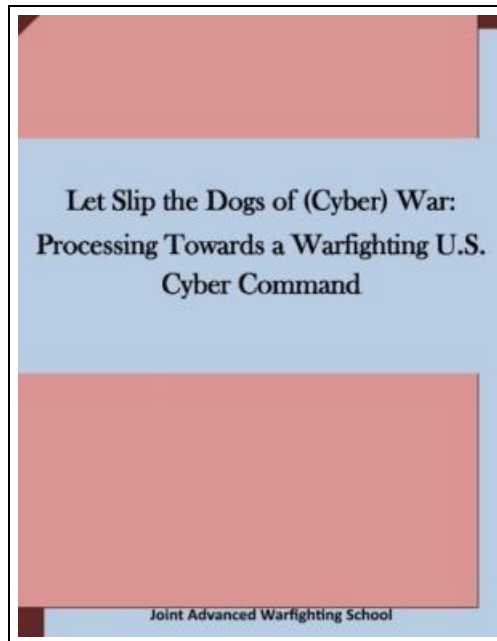 Let Slip the Dogs of (Cyber) War:
Processing Towards a Warfighting U.S.
Cyber Command
Joint Advanced Warfighting School